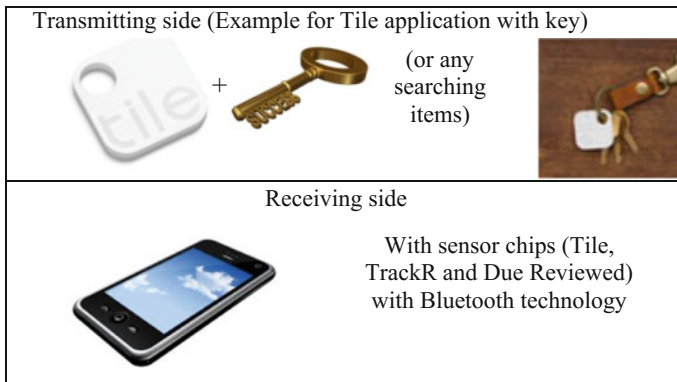 Transmitting side (Example for Tile application with key)
tile
+
SUCCESS
(or any
searching
items)
Receiving side
With sensor chips (Tile,
TrackR and Due Reviewed)
with Bluetooth technology